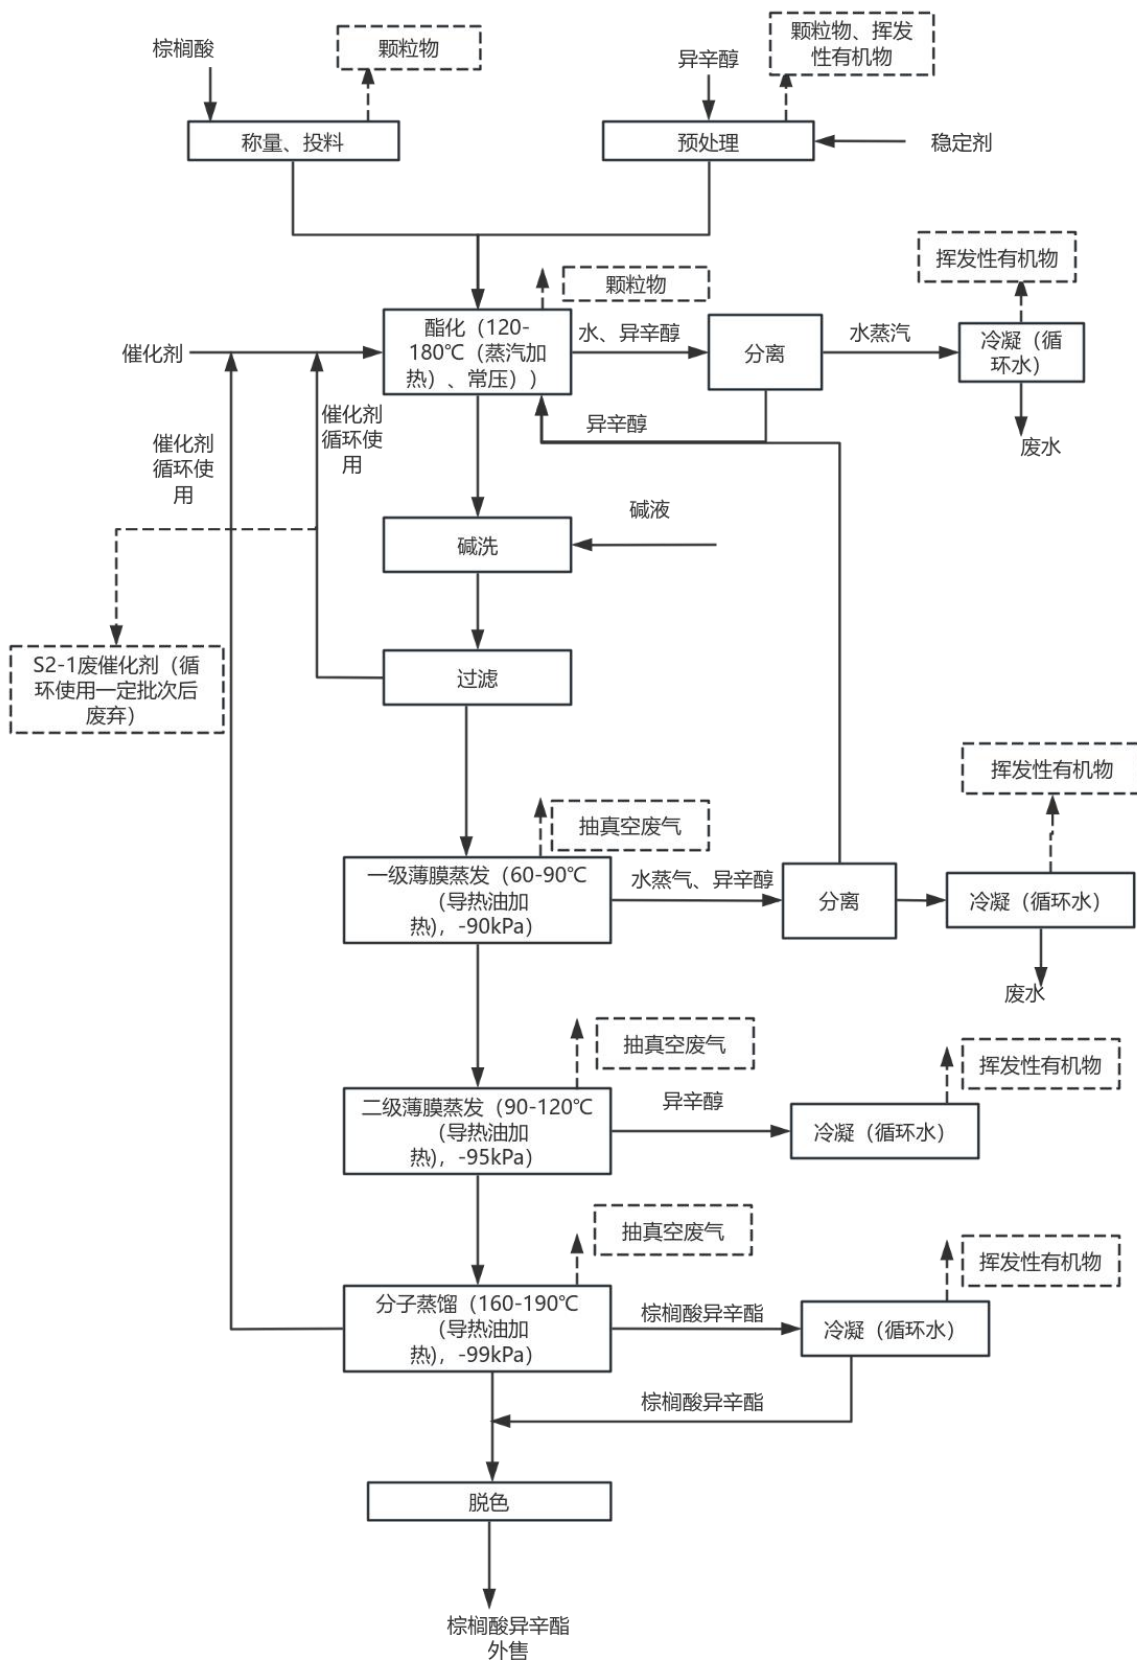 棕榈酸
颗粒物
异辛醇
颗粒物、挥发
性有机物
称量、投料
预处理
稳定剂
挥发性有机物
颗粒物
催化剂
酯化（120-
180℃（蒸汽加
热）、常压））
水、异辛醇
分离
水蒸汽
冷凝（循
环水）
催化剂
循环使
用
催化剂
循环使
用
异辛醇
废水
碱液
碱洗
S2-1废催化剂（循
环使用一定批次后
废弃）
过滤
挥发性有机物
抽真空废气
一级薄膜蒸发（60-90℃
（导热油加
热），-90kPa）
水蒸气、异辛醇
分离
冷凝（循环水）
废水
抽真空废气
挥发性有机物
二级薄膜蒸发（90-120℃
（导热油加
热），-95kPa）
异辛醇
冷凝（循环水）
抽真空废气
挥发性有机物
分子蒸馏（160-190℃
（导热油加
热），-99kPa）
棕榈酸异辛酯
冷凝（循环水）
棕榈酸异辛酯
脱色
棕榈酸异辛酯
外售